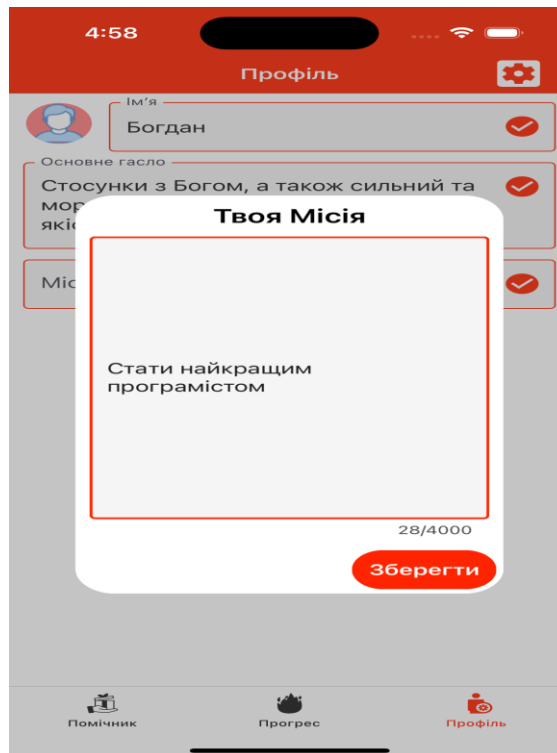 4:58
Профіль
Ім'я
Богдан
Основне гасло
Стосунки з Богом, а також сильний та
Твоя Місія
Стати найкращим
програмістом
28/4000
Зберегти
Помічник
Прогрес
Профіль